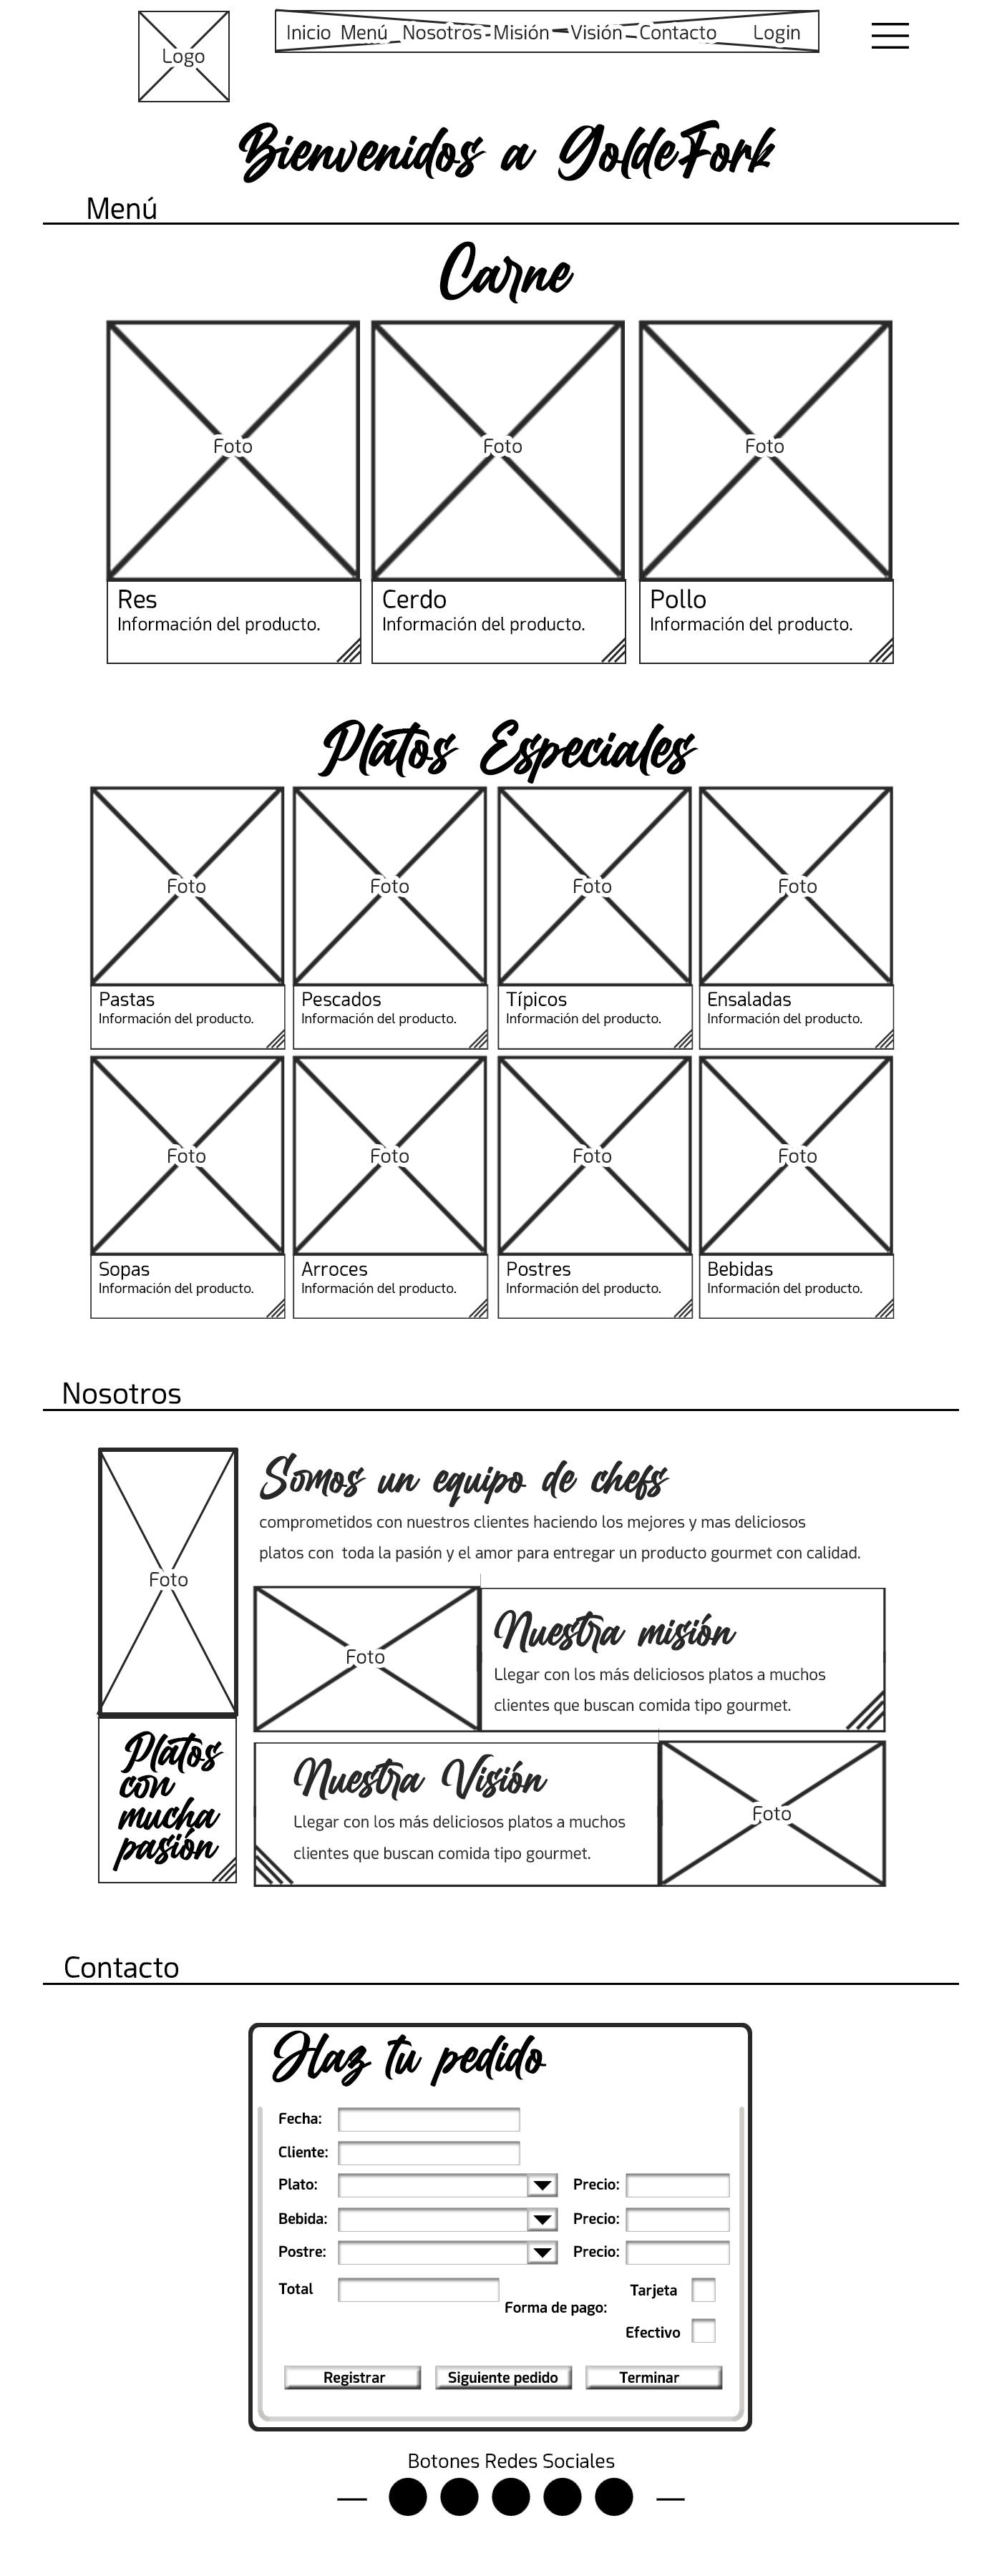 Logo
Inicio Menú Nosotros Misión Visión Contacto Login
Bienvenidos a GoldeFork
Menú
Carne
Foto Foto Foto
Res Cerdo Pollo
Información del producto. Información del producto. Información del producto.
Platos Especiales
Foto Foto Foto Foto
Pastas Pescados Típicos Ensaladas
Información del producto. Información del producto. Información del producto. Información del producto.
Foto Foto Foto Foto
Sopas Arroces Postres Bebidas
Información del producto. Información del producto. Información del producto. Información del producto.
Nosotros
Foto
Platos
con
mucha
pasión
Somos un equipo de chefs
comprometidos con nuestros clientes haciendo los mejores y mas deliciosos
platos con toda la pasión y el amor para entregar un producto gourmet con calidad.
Foto
Nuestra misión
Llegar con los más deliciosos platos a muchos
clientes que buscan comida tipo gourmet.
Nuestra Visión
Llegar con los más deliciosos platos a muchos
clientes que buscan comida tipo gourmet.
Foto
Contacto
Haz tu pedido
Fecha:
Cliente:
Plato: Precio:
Bebida: Precio:
Postre: Precio:
Total
Forma de pago:
Tarjeta
Efectivo
Registrar Siguiente pedido Terminar
Botones Redes Sociales